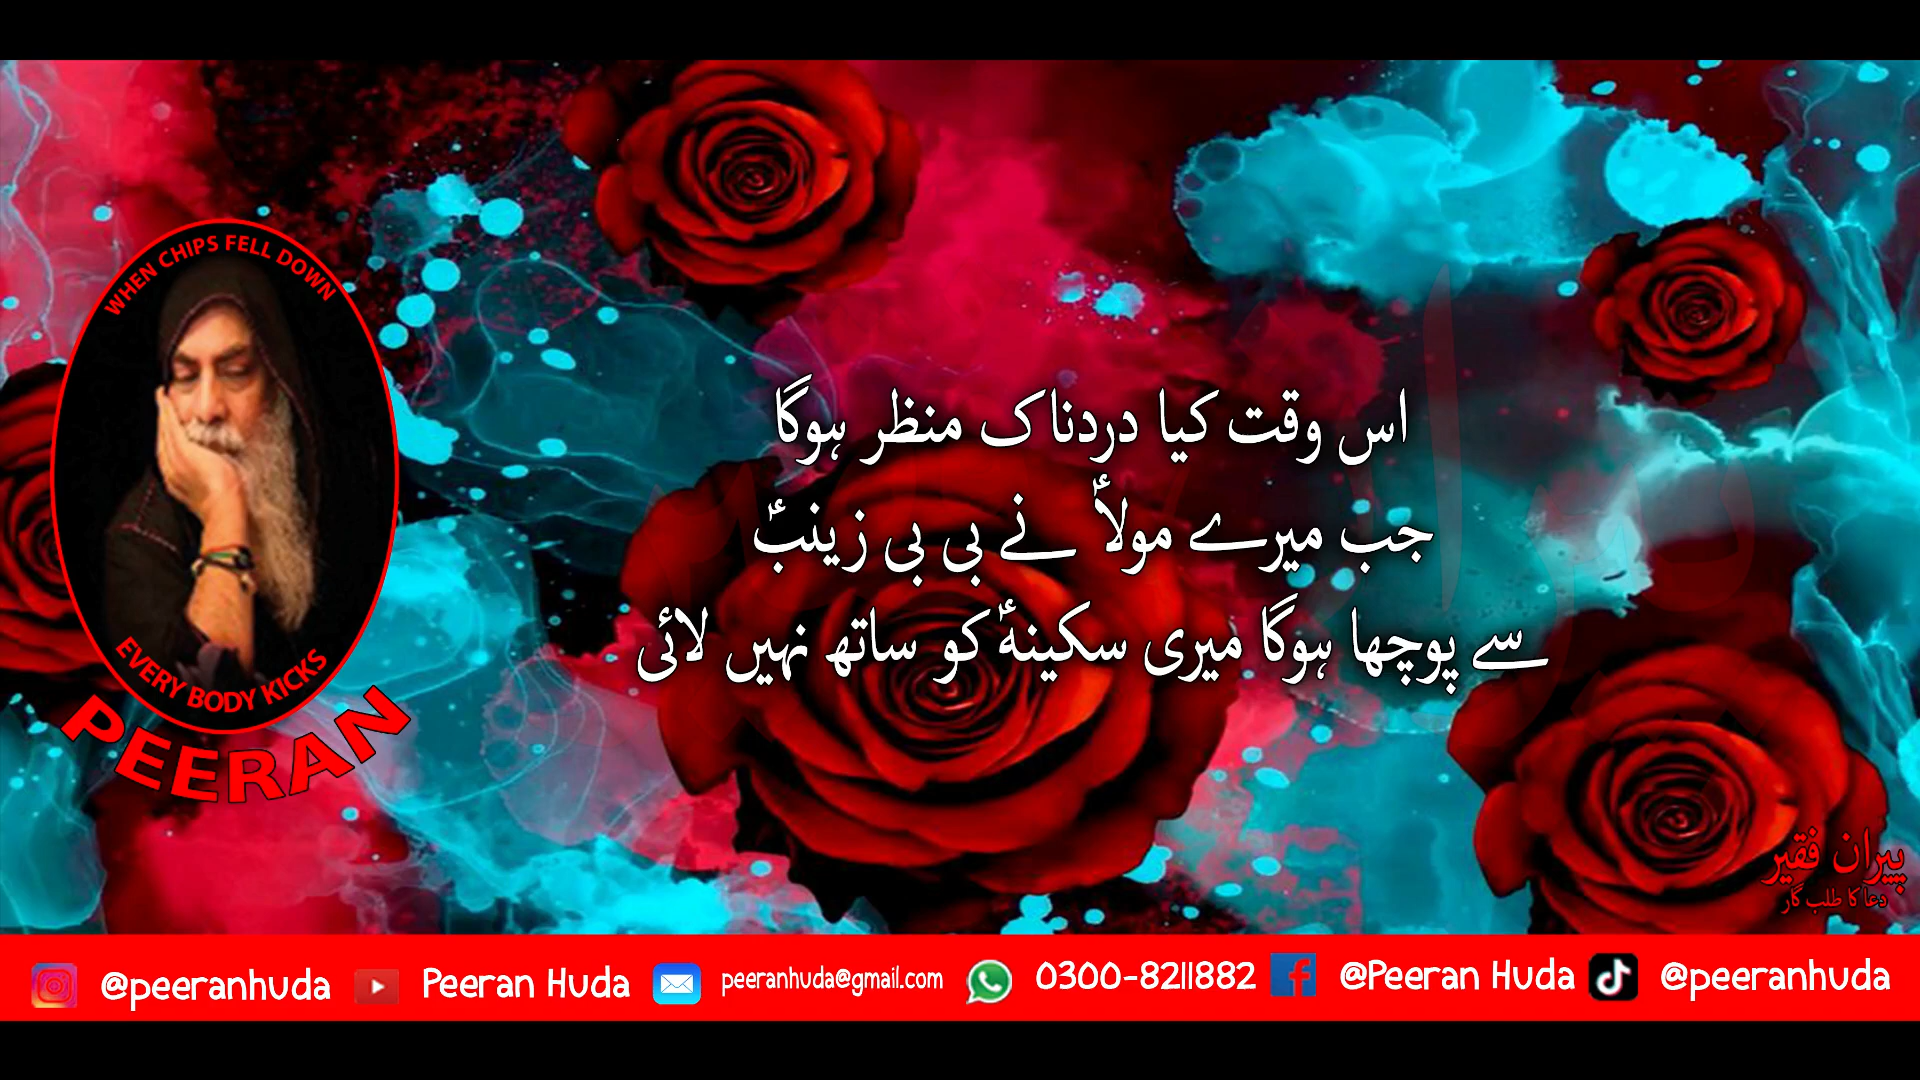 WHEN CHIPS FELL DOWN
EVERY BODY KICKS
PEERAN
اس وقت کیا دردناک منظر ہوگا
جب میرے مولاؑ نے بی بی زینبؑ
سے پوچھا ہوگا میری سکینہؑ کو ساتھ نہیں لائی
پیران فقیر
دعا کا طلب گار
@peeranhuda Peeran Huda peeranhuda@gmail.com 0300-8211882 @Peeran Huda @peeranhuda